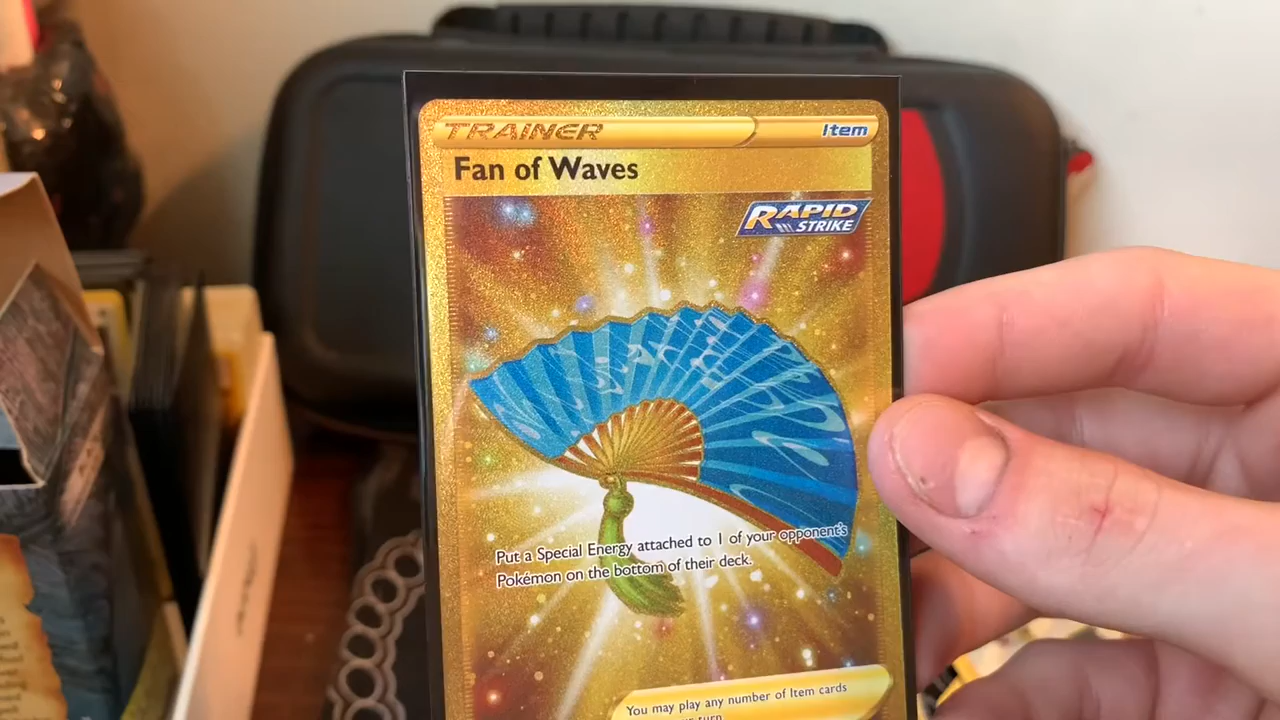 TRAINER
Item
Fan of Waves
RAPID
STRIKE
Put a Special Energy attached to 1 of your opponent's
Pokémon on the bottom of their deck.
You may play any number of Item cards
turn